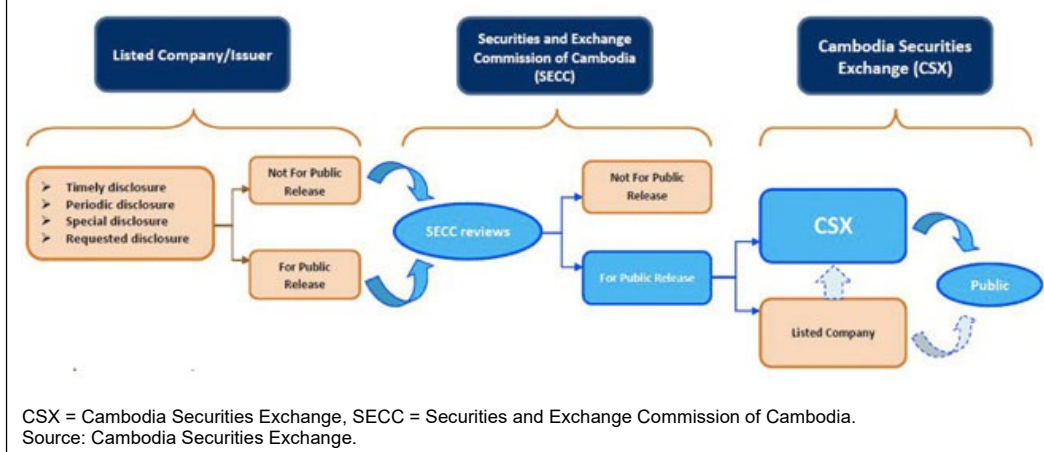 Listed Company/Issuer
Securities and Exchange
Commission of Cambodia
(SECC)
Cambodia Securities
Exchange (CSX)
Timely disclosure
Periodic disclosure
Special disclosure
Requested disclosure
Not For Public
Release
For Public
Release
SECC reviews
Not For Public
Release
For Public Release
CSX
Listed Company
Public
CSX = Cambodia Securities Exchange, SECC = Securities and Exchange Commission of Cambodia.
Source: Cambodia Securities Exchange.